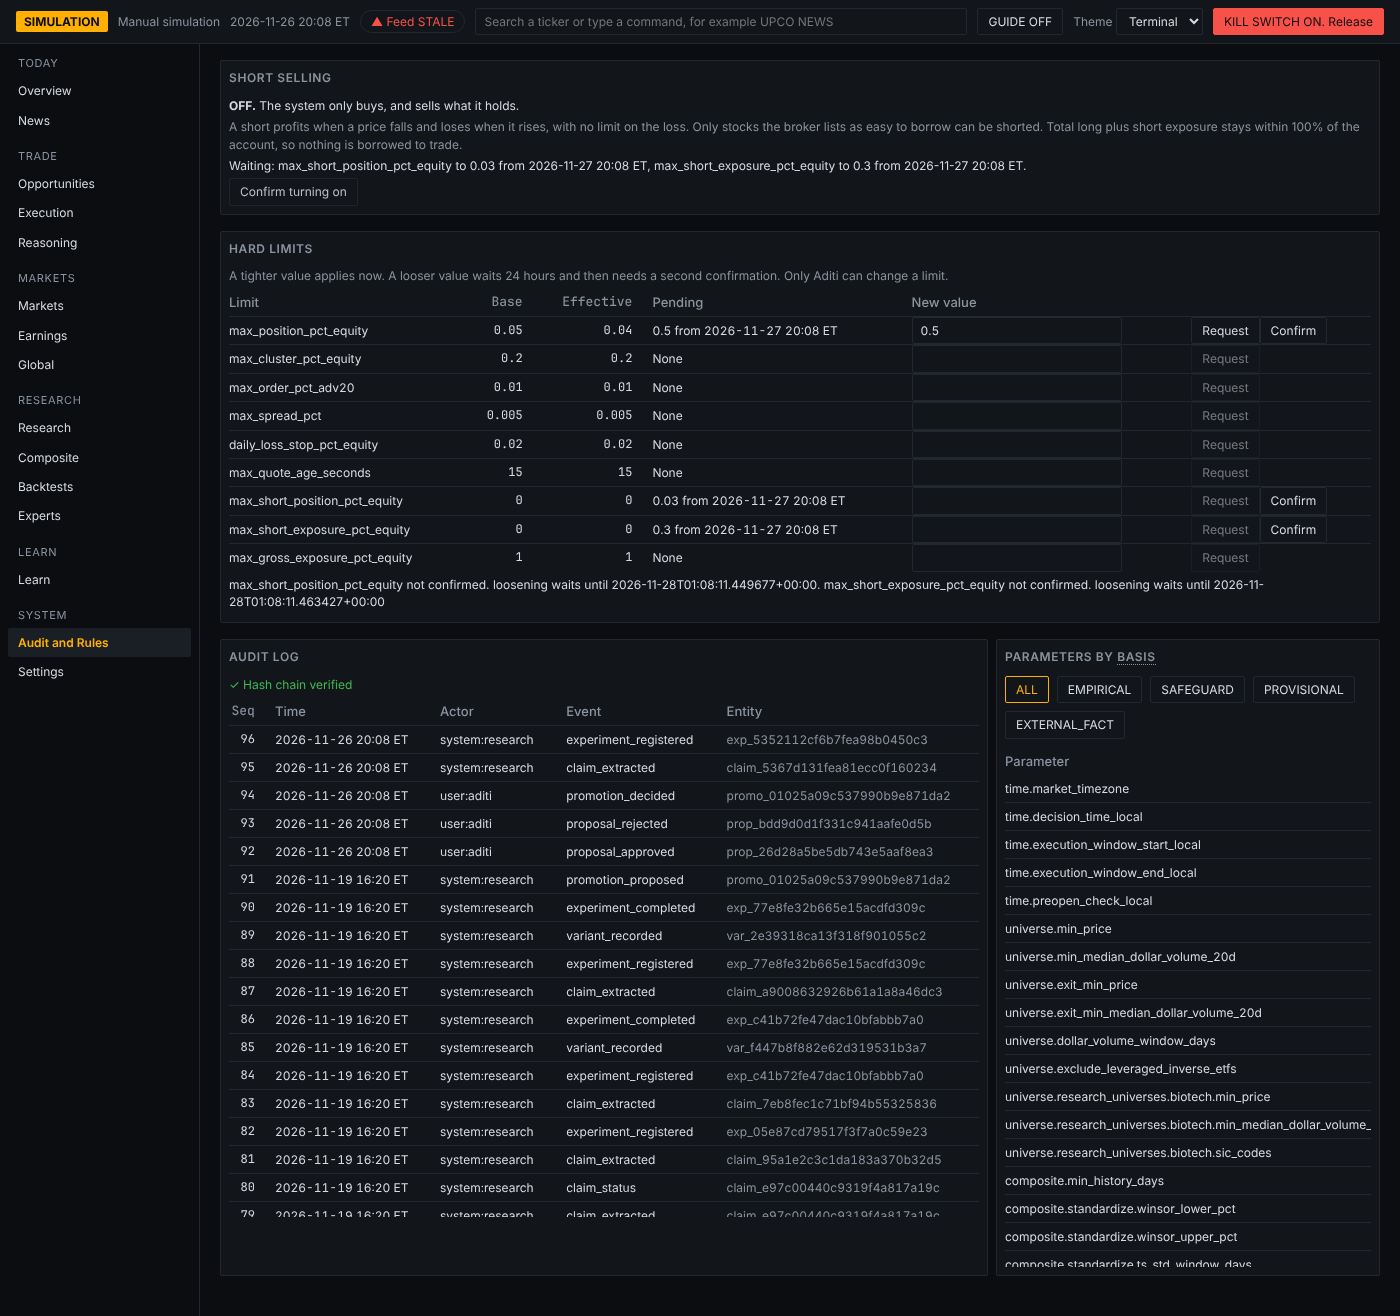 SIMULATION Manual simulation 2026-11-26 20:08 ET ▲ Feed STALE Search a ticker or type a command, for example UPCO NEWS GUIDE OFF Theme Terminal KILL SWITCH ON. Release
TODAY
Overview
News
TRADE
Opportunities
Execution
Reasoning
MARKETS
Markets
Earnings
Global
RESEARCH
Research
Composite
Backtests
Experts
LEARN
Learn
SYSTEM
Audit and Rules
Settings
SHORT SELLING
OFF. The system only buys, and sells what it holds.
A short profits when a price falls and loses when it rises, with no limit on the loss. Only stocks the broker lists as easy to borrow can be shorted. Total long plus short exposure stays within 100% of the
account, so nothing is borrowed to trade.
Waiting: max_short_position_pct_equity to 0.03 from 2026-11-27 20:08 ET, max_short_exposure_pct_equity to 0.3 from 2026-11-27 20:08 ET.
Confirm turning on
HARD LIMITS
A tighter value applies now. A looser value waits 24 hours and then needs a second confirmation. Only Aditi can change a limit.
Limit Base Effective Pending New value
max_position_pct_equity 0.05 0.04 0.5 from 2026-11-27 20:08 ET 0.5 Request Confirm
max_cluster_pct_equity 0.2 0.2 None Request
max_order_pct_adv20 0.01 0.01 None Request
max_spread_pct 0.005 0.005 None Request
daily_loss_stop_pct_equity 0.02 0.02 None Request
max_quote_age_seconds 15 15 None Request
max_short_position_pct_equity 0 0 0.03 from 2026-11-27 20:08 ET Request Confirm
max_short_exposure_pct_equity 0 0 0.3 from 2026-11-27 20:08 ET Request Confirm
max_gross_exposure_pct_equity 1 1 None Request
max_short_position_pct_equity not confirmed. loosening waits until 2026-11-28T01:08:11.449677+00:00. max_short_exposure_pct_equity not confirmed. loosening waits until 2026-11-
28T01:08:11.463427+00:00
AUDIT LOG
✓ Hash chain verified
Seq Time Actor Event Entity
96 2026-11-26 20:08 ET system:research experiment_registered exp_5352112cf6b7fea98b0450c3
95 2026-11-26 20:08 ET system:research claim_extracted claim_5367d131fea81ecc0f160234
94 2026-11-26 20:08 ET user:aditi promotion_decided promo_01025a09c537990b9e871da2
93 2026-11-26 20:08 ET user:aditi proposal_rejected prop_bdd9d0d1f331c941aafe0d5b
92 2026-11-26 20:08 ET user:aditi proposal_approved prop_26d28a5be5db743e5aaf8ea3
91 2026-11-19 16:20 ET system:research promotion_proposed promo_01025a09c537990b9e871da2
90 2026-11-19 16:20 ET system:research experiment_completed exp_77e8fe32b665e15acdfd309c
89 2026-11-19 16:20 ET system:research variant_recorded var_2e39318ca13f318f901055c2
88 2026-11-19 16:20 ET system:research experiment_registered exp_77e8fe32b665e15acdfd309c
87 2026-11-19 16:20 ET system:research claim_extracted claim_a9008632926b61a1a8a46dc3
86 2026-11-19 16:20 ET system:research experiment_completed exp_c41b72fe47dac10bfabbb7a0
85 2026-11-19 16:20 ET system:research variant_recorded var_f447b8f882e62d319531b3a7
84 2026-11-19 16:20 ET system:research experiment_registered exp_c41b72fe47dac10bfabbb7a0
83 2026-11-19 16:20 ET system:research claim_extracted claim_7eb8fec1c71bf94b55325836
82 2026-11-19 16:20 ET system:research experiment_registered exp_05e87cd79517f3f7a0c59e23
81 2026-11-19 16:20 ET system:research claim_extracted claim_95a1e2c3c1da183a370b32d5
80 2026-11-19 16:20 ET system:research claim_status claim_e97c00440c9319f4a817a19c
79 2026-11-19 16:20 ET system:research claim_extracted claim_e97c00440c9319f4a817a19c
PARAMETERS BY BASIS
ALL EMPIRICAL SAFEGUARD PROVISIONAL
EXTERNAL_FACT
Parameter
time.market_timezone
time.decision_time_local
time.execution_window_start_local
time.execution_window_end_local
time.preopen_check_local
universe.min_price
universe.min_median_dollar_volume_20d
universe.exit_min_price
universe.exit_min_median_dollar_volume_20d
universe.dollar_volume_window_days
universe.exclude_leveraged_inverse_etfs
universe.research_universes.biotech.min_price
universe.research_universes.biotech.min_median_dollar_volume_
universe.research_universes.biotech.sic_codes
composite.min_history_days
composite.standardize.winsor_lower_pct
composite.standardize.winsor_upper_pct
composite.standardize.ts_std_window_days